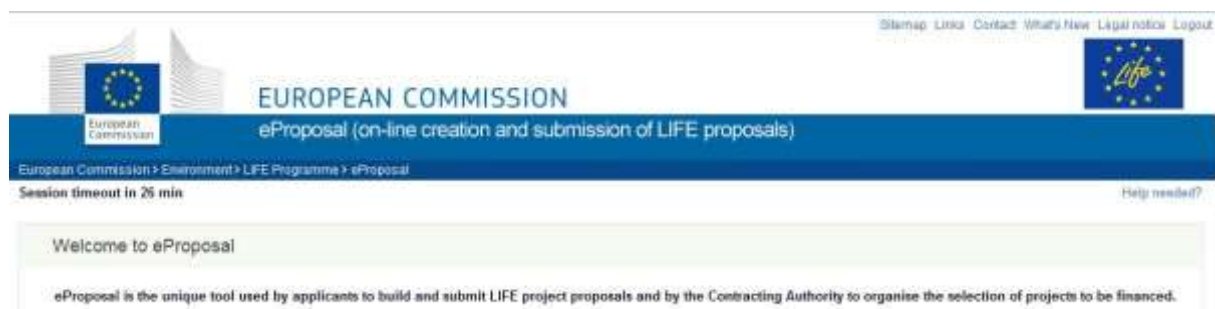 Sitemap Links Contact What's New Legal notice Logout
Life
EUROPEAN COMMISSION
European
Commission
eProposal (on-line creation and submission of LIFE proposals)
European Commission > Environment > LIFE Programme > eProposal
Session timeout in 26 min
Help needed?
Welcome to eProposal
eProposal is the unique tool used by applicants to build and submit LIFE project proposals and by the Contracting Authority to organise the selection of projects to be financed.